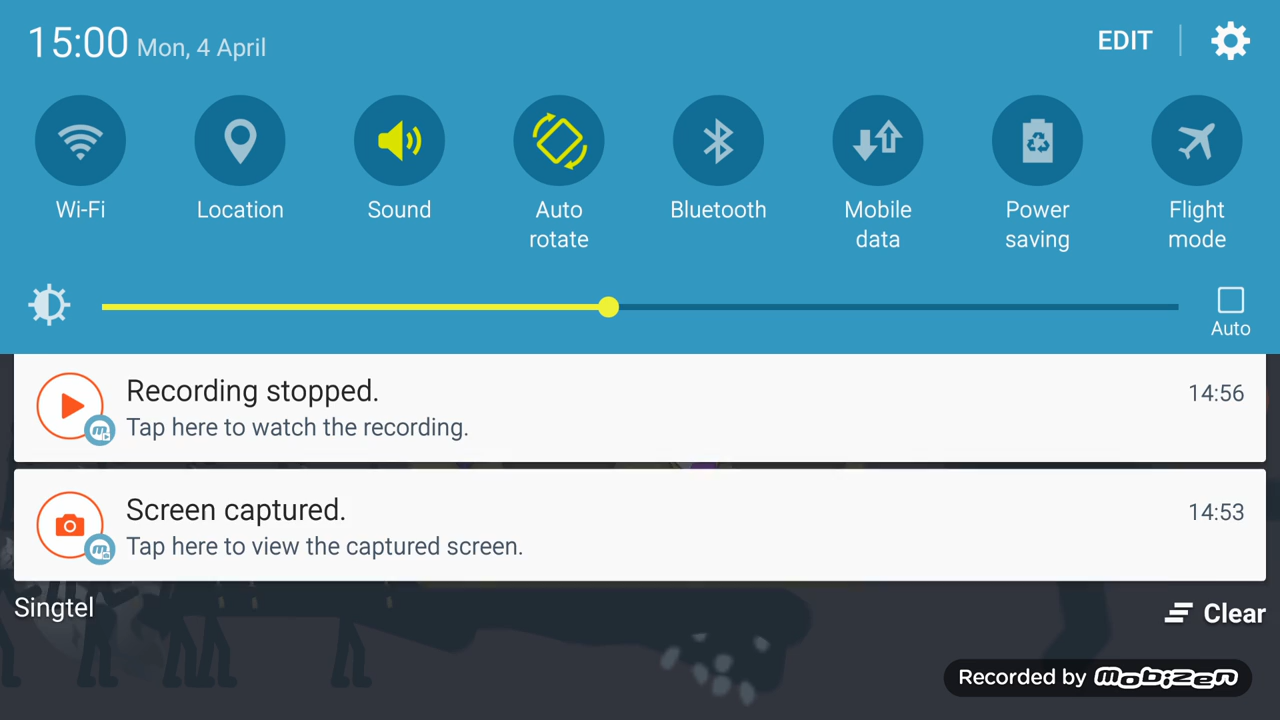 15:00 Mon, 4 April
EDIT
Wi-Fi
Location
Sound
Auto
rotate
Bluetooth
Mobile
data
Power
saving
Flight
mode
Auto
Recording stopped.
14:56
Tap here to watch the recording.
Screen captured.
14:53
Tap here to view the captured screen.
Singtel
Clear
Recorded by mobizen